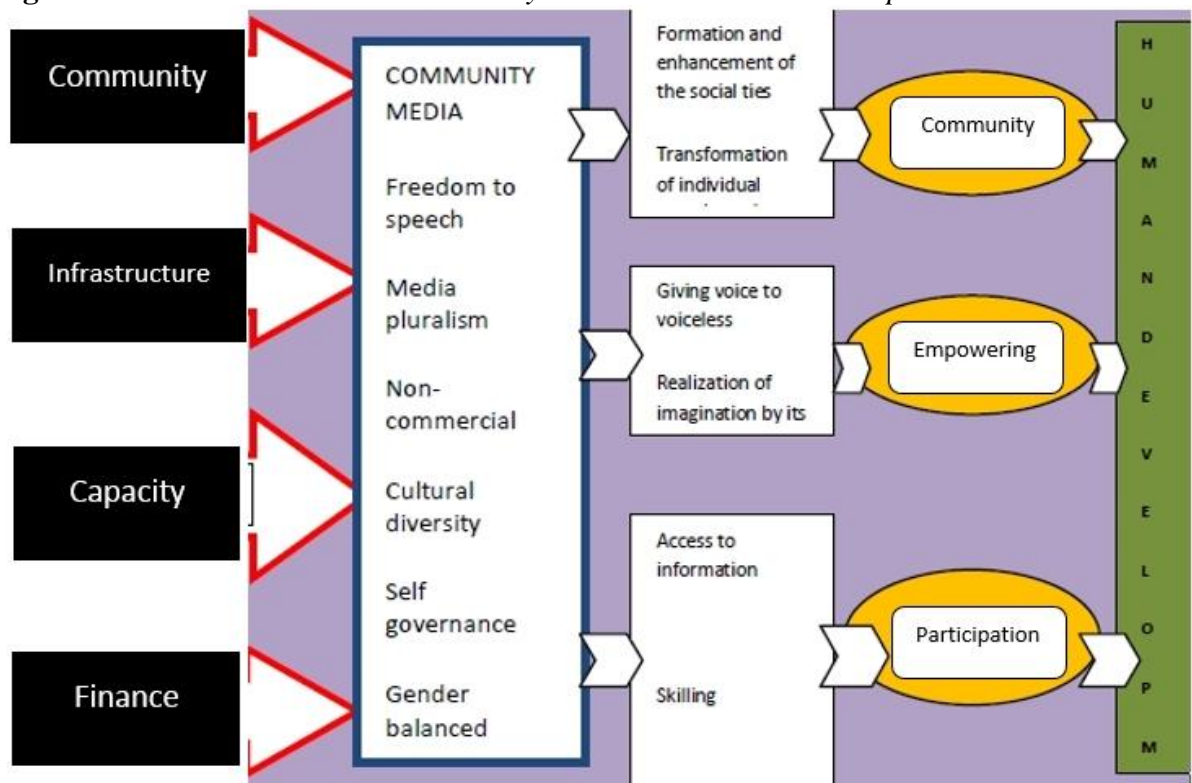 Community
Infrastructure
Capacity
Finance
COMMUNITY
MEDIA
Freedom to
speech
Media
pluralism
Non-
commercial
Cultural
diversity
Self
governance
Gender
balanced
Formation and
enhancement of
the social ties
Transformation
of individual
Giving voice to
voiceless
Realization of
imagination by its
Access to
information
Skilling
Community
Empowering
Participation
H
U
M
A
N
D
E
V
E
L
O
P
M